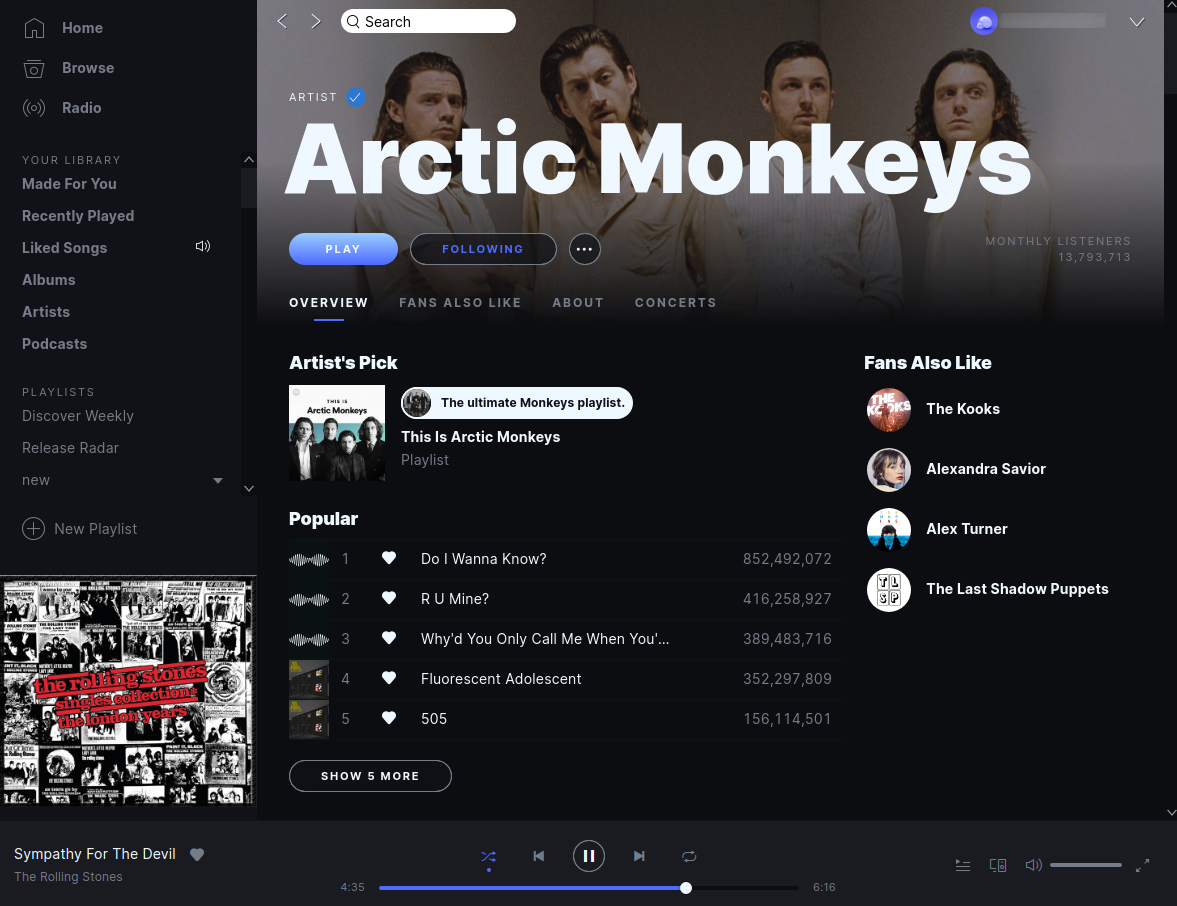 Home
Browse
Radio
YOUR LIBRARY
Made For You
Recently Played
Liked Songs
Albums
Artists
Podcasts
PLAYLISTS
Discover Weekly
Release Radar
new
New Playlist
the rolling stones
singles collection*
the london years
Search
ARTIST
Arctic Monkeys
PLAY
FOLLOWING
MONTHLY LISTENERS
13,793,713
OVERVIEW FANS ALSO LIKE ABOUT CONCERTS
Artist's Pick
THIS IS
Arctic Monkeys
The ultimate Monkeys playlist.
This Is Arctic Monkeys
Playlist
Popular
1 Do I Wanna Know? 852,492,072
2 R U Mine? 416,258,927
3 Why'd You Only Call Me When You'... 389,483,716
4 Fluorescent Adolescent 352,297,809
5 505 156,114,501
SHOW 5 MORE
Fans Also Like
THE KOOKS
The Kooks
Alexandra Savior
Alex Turner
TLSP
The Last Shadow Puppets
Sympathy For The Devil
The Rolling Stones
4:35
6:16